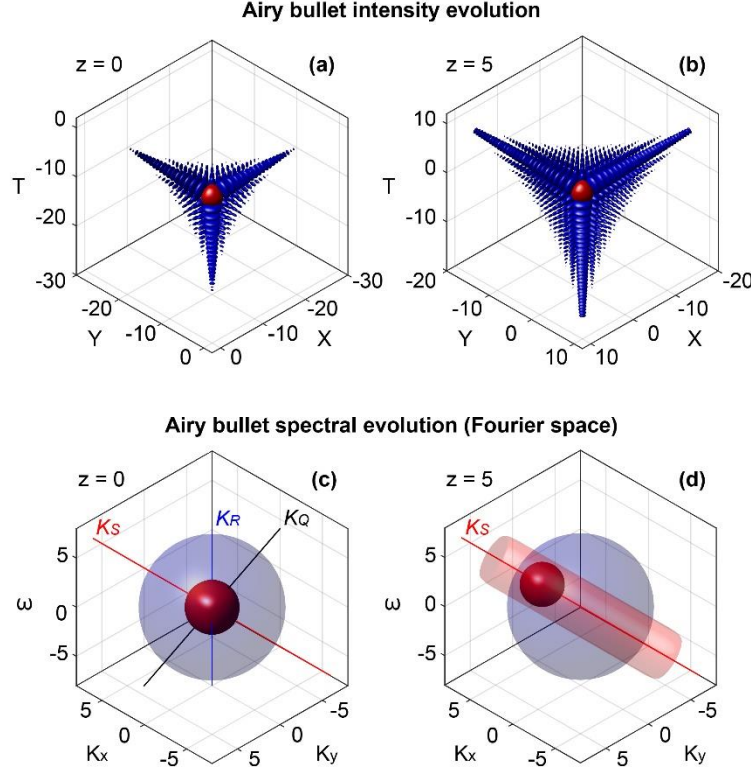 Airy bullet intensity evolution
z = 0
(a)
z = 5
(b)
0
-10
-20
-30
T
-20
-10
0
Y
0
-10
-20
-30
X
10
0
-10
T
-20
-10
0
10
Y
10
0
-10
-20
X
Airy bullet spectral evolution (Fourier space)
z = 0
(c)
z = 5
(d)
KS
KR
KQ
KS
5
0
-5
ω
5
0
-5
Kx
5
0
-5
Ky
5
0
-5
5
0
-5
Kx
5
0
-5
Ky